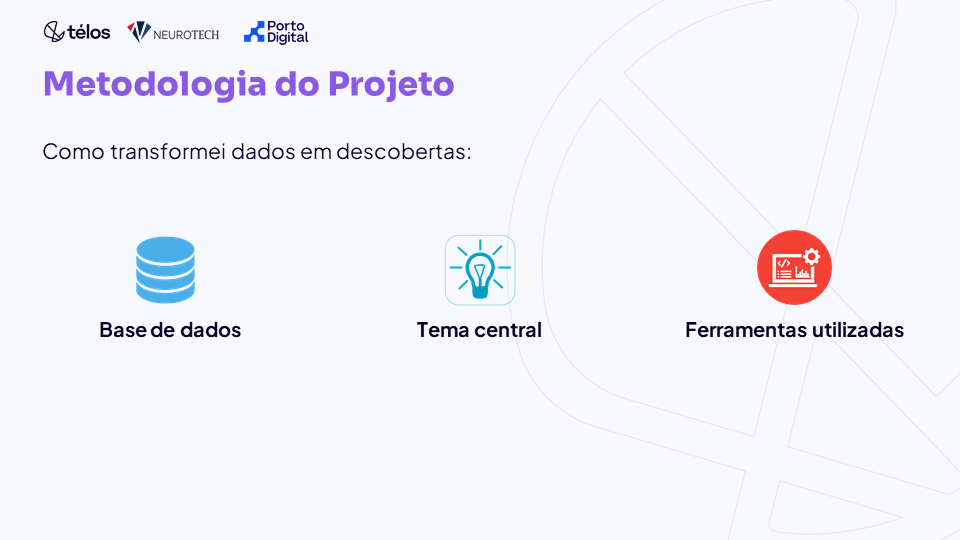 télos
NEUROTECH
Porto
Digital
Metodologia do Projeto
Como transformei dados em descobertas:
Base de dados
Tema central
Ferramentas utilizadas